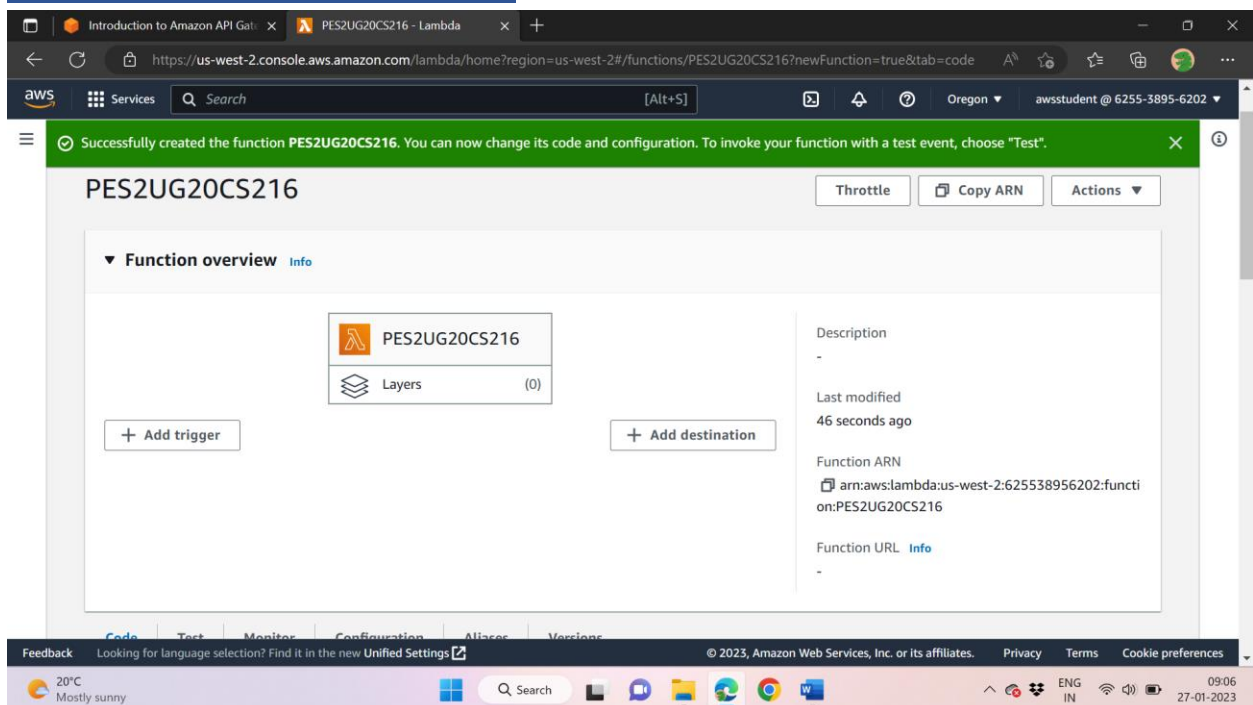 Introduction to Amazon API Gat
PES2UG20CS216 - Lambda
https://us-west-2.console.aws.amazon.com/lambda/home?region=us-west-2#/functions/PES2UG20CS216?newFunction=true&tab=code
aws
Services
Search
[Alt+S]
Oregon ▼
awsstudent @ 6255-3895-6202 ▼
Successfully created the function PES2UG20CS216. You can now change its code and configuration. To invoke your function with a test event, choose "Test".
PES2UG20CS216
Throttle
Copy ARN
Actions ▼
▼ Function overview Info
PES2UG20CS216
Layers (0)
+ Add trigger
+ Add destination
Description
-
Last modified
46 seconds ago
Function ARN
arn:aws:lambda:us-west-2:625538956202:functi
on:PES2UG20CS216
Function URL Info
-
Code Test Monitor Configuration Aliases Versions
Feedback Looking for language selection? Find it in the new Unified Settings
© 2023, Amazon Web Services, Inc. or its affiliates. Privacy Terms Cookie preferences
20°C
Mostly sunny
Search
ENG
IN
09:06
27-01-2023